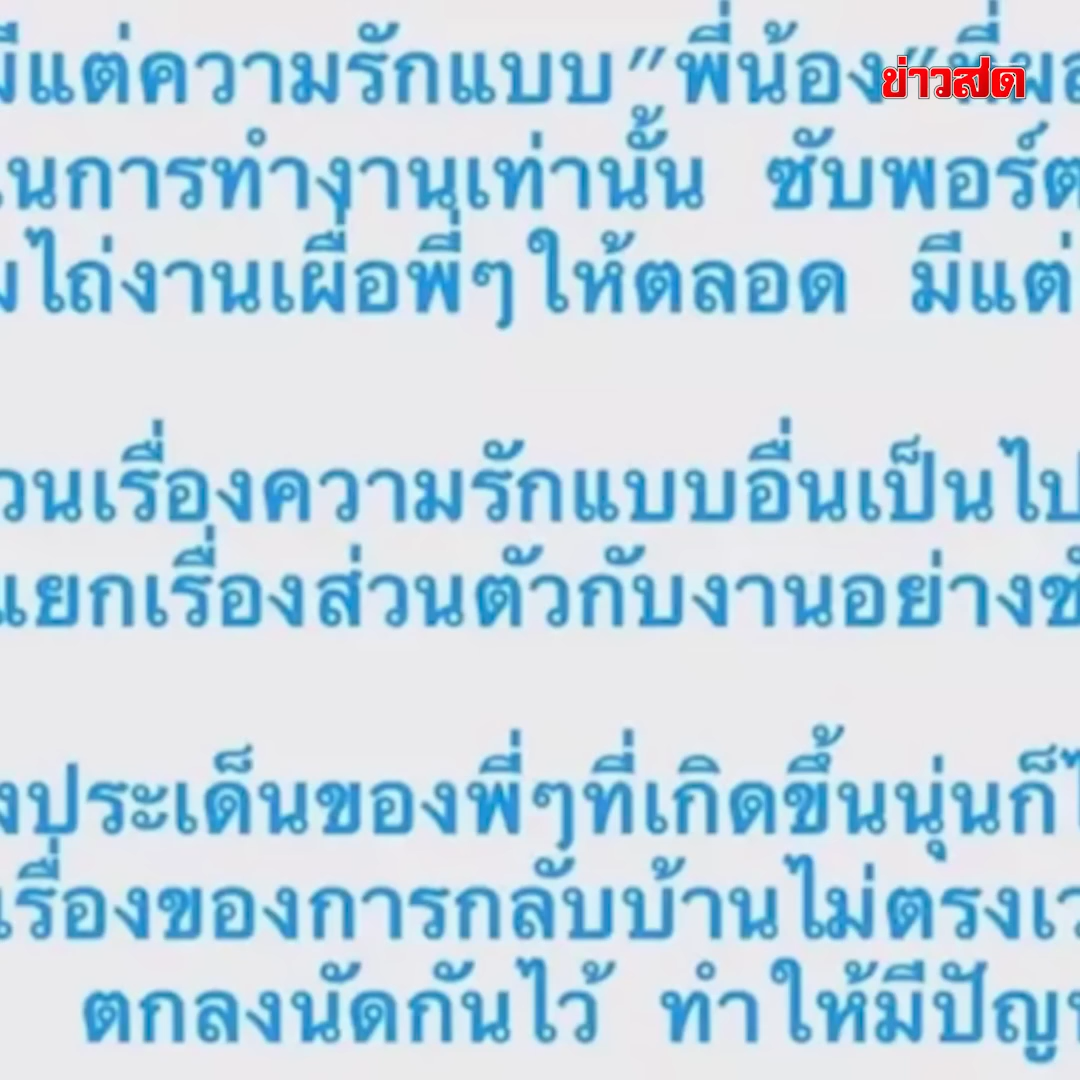 มีแต่ความรักแบบ"พี่น้อง"
ข่าวสด
ในการทำงานเท่านั้น ซับพอร์ต
ไถ่งานเผื่อพี่ๆให้ตลอด มีแต่
วนเรื่องความรักแบบอื่นเป็นไป
แยกเรื่องส่วนตัวกับงานอย่าง
ประเด็นของพี่ๆที่เกิดขึ้นนุ่นก็
เรื่องของการกลับบ้านไม่ตรง
ตกลงนัดกันไว้ ทำให้มี